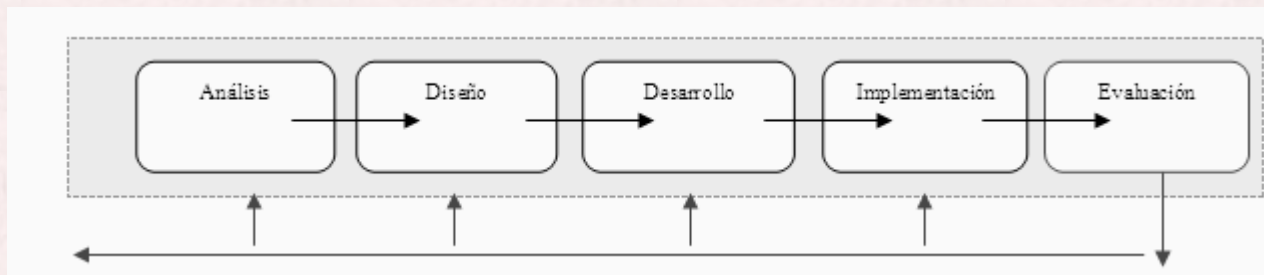 Análisis
Diseño
Desarrollo
Implementación
Evaluación